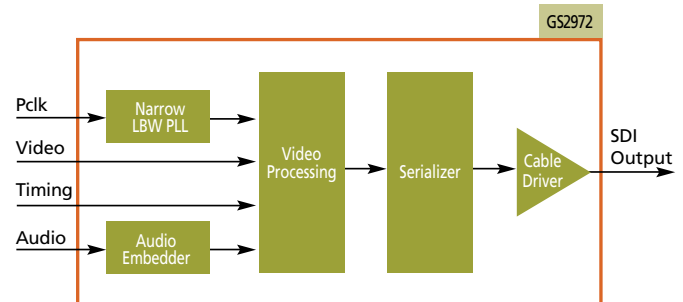 GS2972
Pclk
Narrow
LBW PLL
Video
Timing
Audio
Audio
Embedder
Video
Processing
Serializer
Cable
Driver
SDI
Output